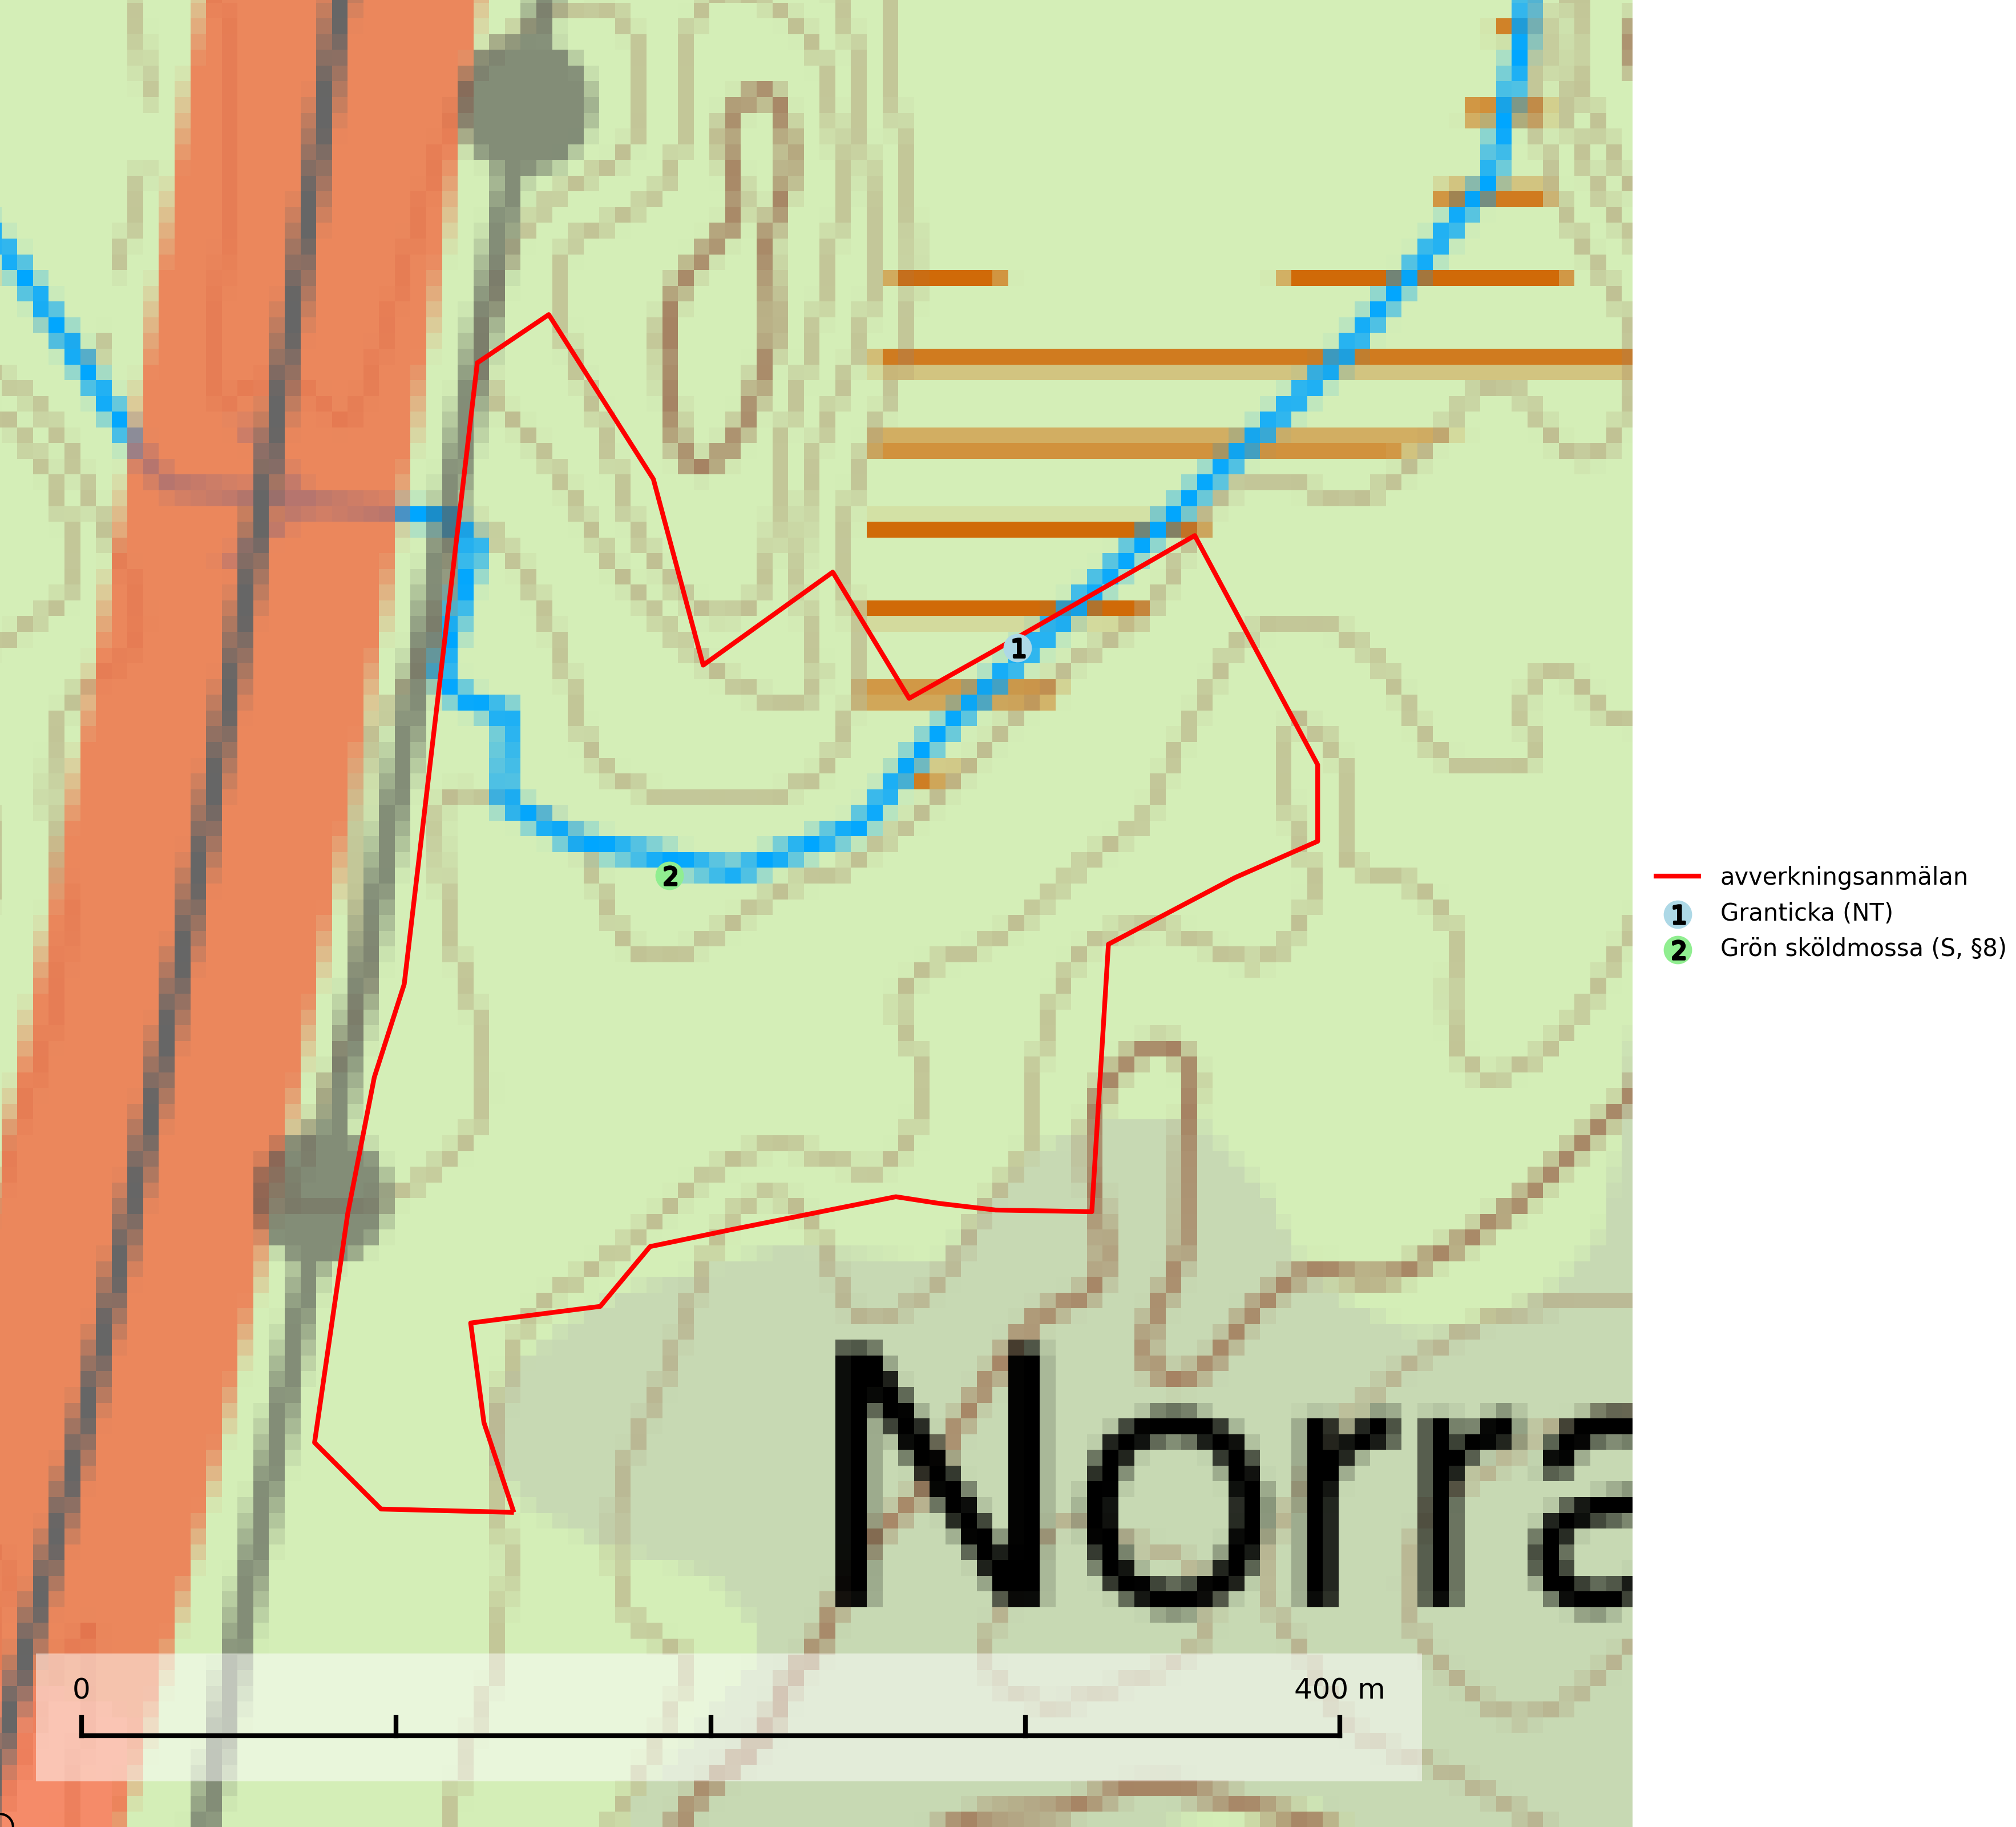 1
2
Norra
0 400 m
avverkningsanmälan
1 Granticka (NT)
2 Grön sköldmossa (S, §8)